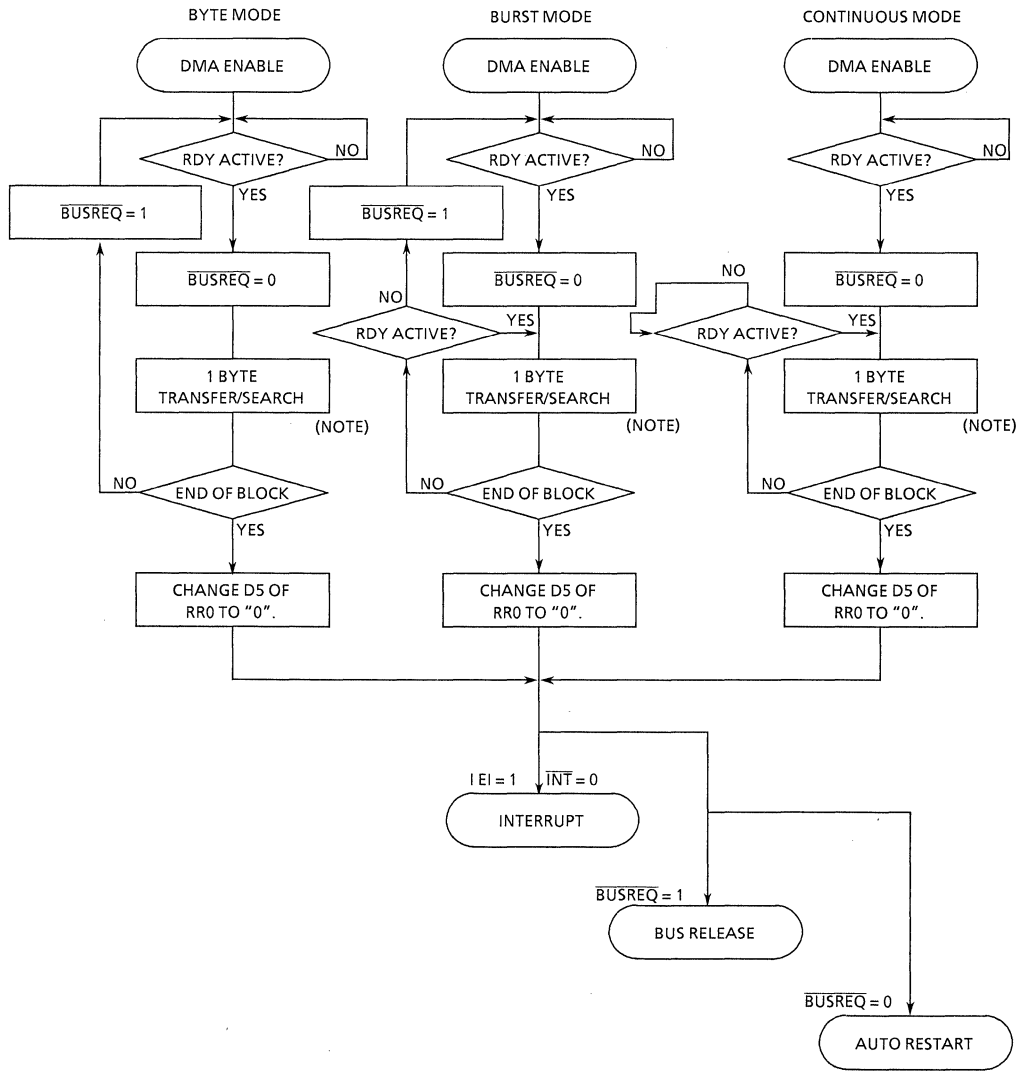 BYTE MODE
BURST MODE
CONTINUOUS MODE
DMA ENABLE
DMA ENABLE
DMA ENABLE
RDY ACTIVE?
NO
RDY ACTIVE?
NO
RDY ACTIVE?
NO
YES
YES
YES
BUSREQ = 1
BUSREQ = 1
BUSREQ = 0
BUSREQ = 0
NO
BUSREQ = 0
NO
RDY ACTIVE?
YES
RDY ACTIVE?
YES
1 BYTE
TRANSFER/SEARCH
(NOTE)
1 BYTE
TRANSFER/SEARCH
(NOTE)
1 BYTE
TRANSFER/SEARCH
(NOTE)
NO
END OF BLOCK
NO
END OF BLOCK
NO
END OF BLOCK
YES
YES
YES
CHANGE D5 OF
RR0 TO “0”.
CHANGE D5 OF
RR0 TO “0”.
CHANGE D5 OF
RR0 TO “0”.
I EI = 1
INT = 0
INTERRUPT
BUSREQ = 1
BUS RELEASE
BUSREQ = 0
AUTO RESTART